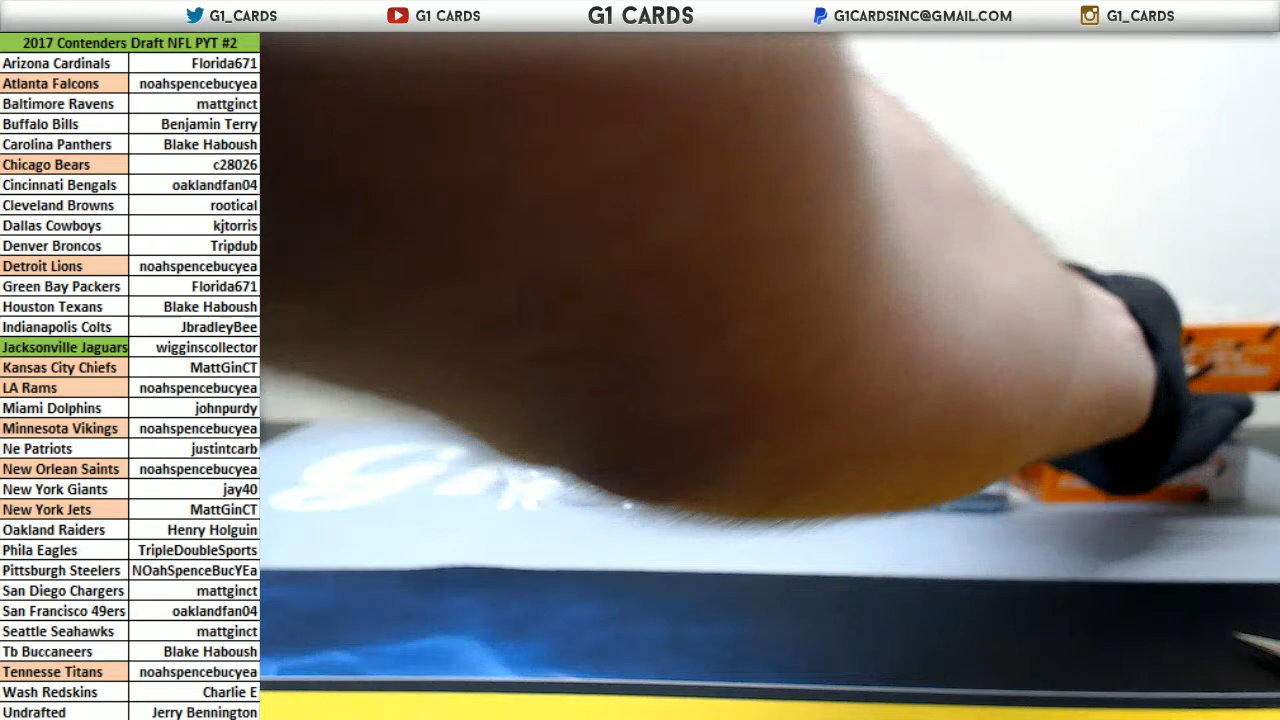 G1_CARDS G1 CARDS G1 CARDS G1CARDSINC@GMAIL.COM G1_CARDS
2017 Contenders Draft NFL PYT #2
Arizona Cardinals Florida671
Atlanta Falcons noahspencebucyea
Baltimore Ravens mattginct
Buffalo Bills Benjamin Terry
Carolina Panthers Blake Haboush
Chicago Bears c28026
Cincinnati Bengals oaklandfan04
Cleveland Browns rootical
Dallas Cowboys kjtorris
Denver Broncos Tripdub
Detroit Lions noahspencebucyea
Green Bay Packers Florida671
Houston Texans Blake Haboush
Indianapolis Colts JbradleyBee
Jacksonville Jaguars wigginscollector
Kansas City Chiefs MattGinCT
LA Rams noahspencebucyea
Miami Dolphins johnpurdy
Minnesota Vikings noahspencebucyea
Ne Patriots justintcarb
New Orlean Saints noahspencebucyea
New York Giants jay40
New York Jets MattGinCT
Oakland Raiders Henry Holguin
Phila Eagles TripleDoubleSports
Pittsburgh Steelers NOahSpenceBucYEa
San Diego Chargers mattginct
San Francisco 49ers oaklandfan04
Seattle Seahawks mattginct
Tb Buccaneers Blake Haboush
Tennesse Titans noahspencebucyea
Wash Redskins Charlie E
Undrafted Jerry Bennington